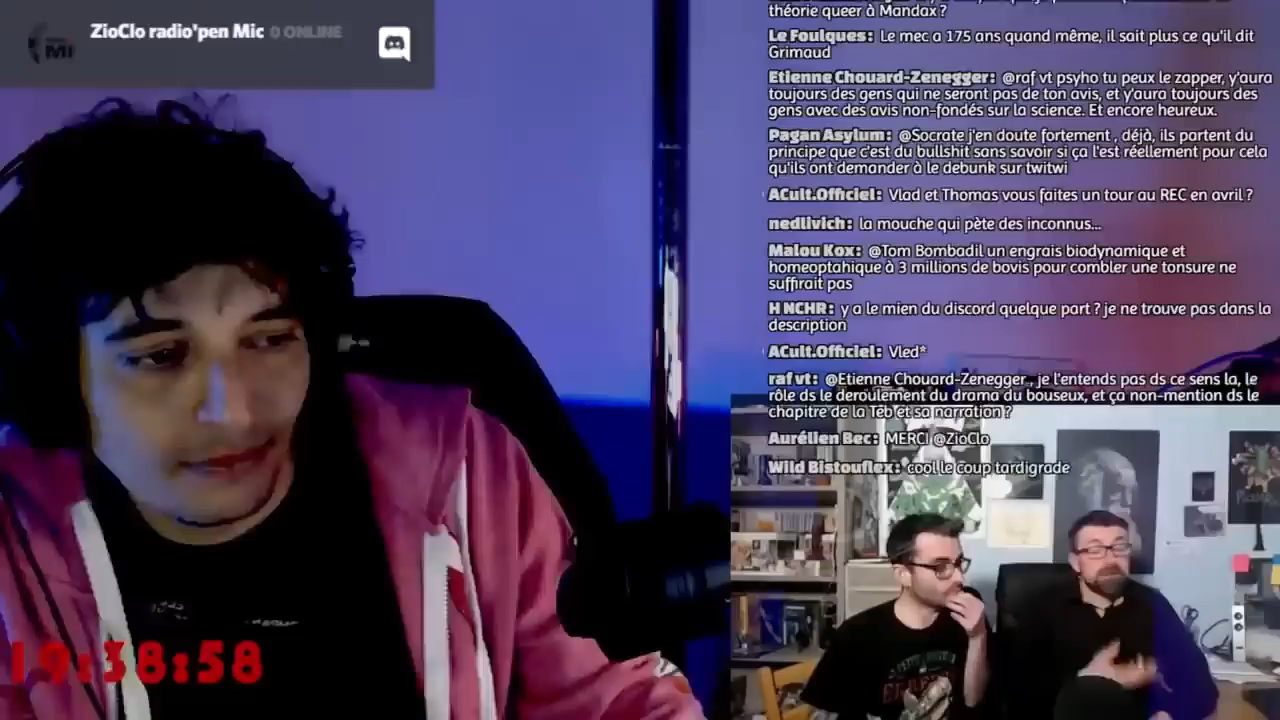 ZioClo radio'pen Mic 0 ONLINE
MI
théorie queer à Mandax ?
Le Foulques: Le mec a 175 ans quand même, il sait plus ce qu'il dit
Grimaud
Etienne Chouard-Zenegger: @raf vt psyho tu peux le zapper, y'aura
toujours des gens qui ne seront pas de ton avis, et y'aura toujours des
gens avec des avis non-fondés sur la science. Et encore heureux.
Pagan Asylum: @Socrate j'en doute fortement , déjà, ils partent du
principe que c'est du bullshit sans savoir si ça l'est réellement pour cela
qu'ils ont demander à le debunk sur twitwi
ACult.Officiel: Vlad et Thomas vous faites un tour au REC en avril ?
nedlivich: la mouche qui pète des inconnus...
Malou Kox: @Tom Bombadil un engrais biodynamique et
homeoptahique à 3 millions de bovis pour combler une tonsure ne
suffirait pas
H NCHR: y a le mien du discord quelque part ? je ne trouve pas dans la
description
ACult.Officiel: Vled*
raf vt: @Etienne Chouard-Zenegger , je l'entends pas ds ce sens la, le
rôle ds le deroulement du drama du bouseux, et ça non-mention ds le
chapitre de la Teb et sa narration ?
Aurélien Bec: MERCI @ZioClo
Wild Bistouflex: cool le coup tardigrade
19:38:58